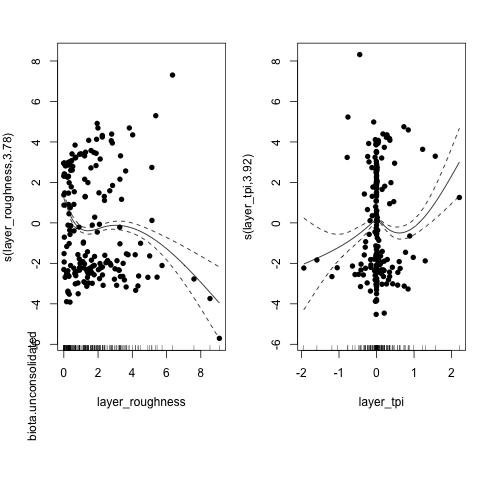 s(layer_roughness,3.78)
8
6
4
2
0
-2
-4
-6
0 2 4 6 8
layer_roughness
biota.unconsolidated
s(layer_tpi,3.92)
8
6
4
2
0
-2
-4
-6
-2 -1 0 1 2
layer_tpi